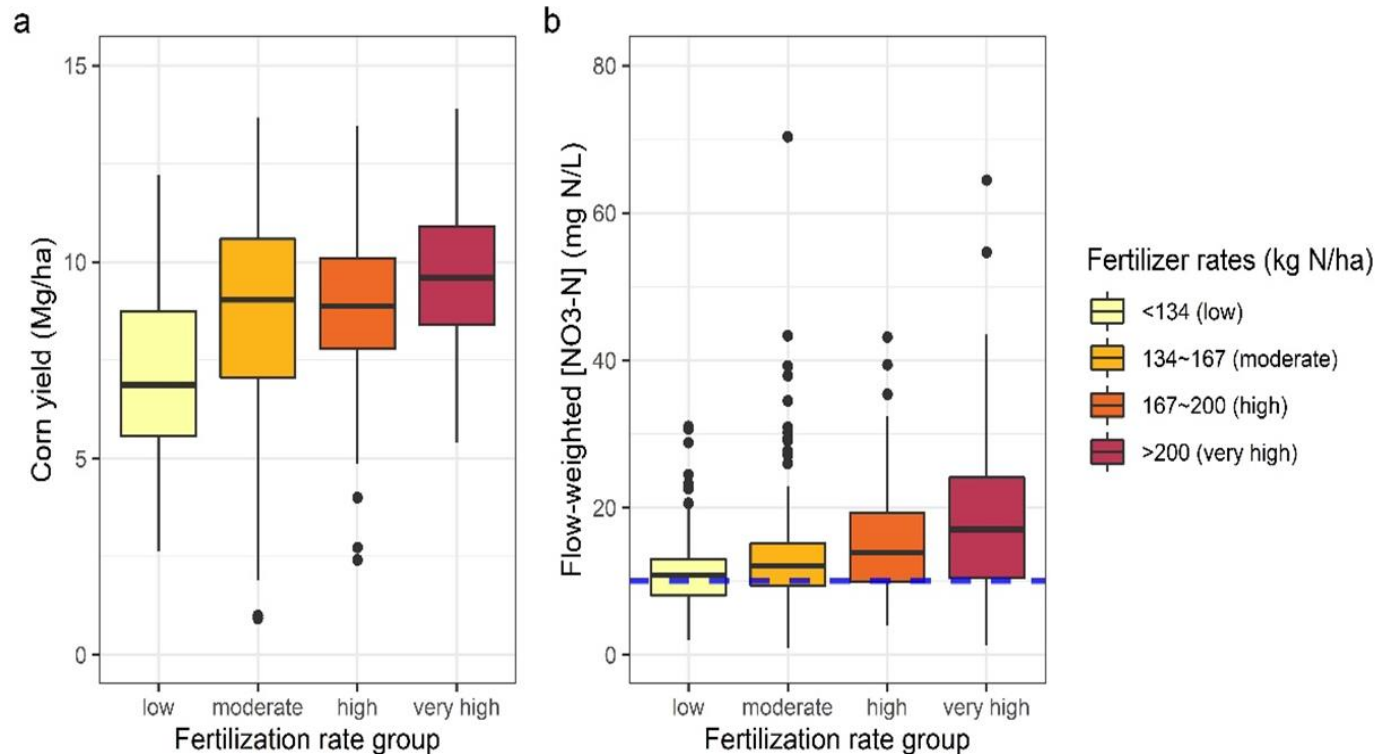 a
Corn yield (Mg/ha)
15
10
5
0
low moderate high very high
Fertilization rate group
b
Flow-weighted [NO3-N] (mg N/L)
80
60
40
20
0
low moderate high very high
Fertilization rate group
Fertilizer rates (kg N/ha)
<134 (low)
134~167 (moderate)
167~200 (high)
>200 (very high)